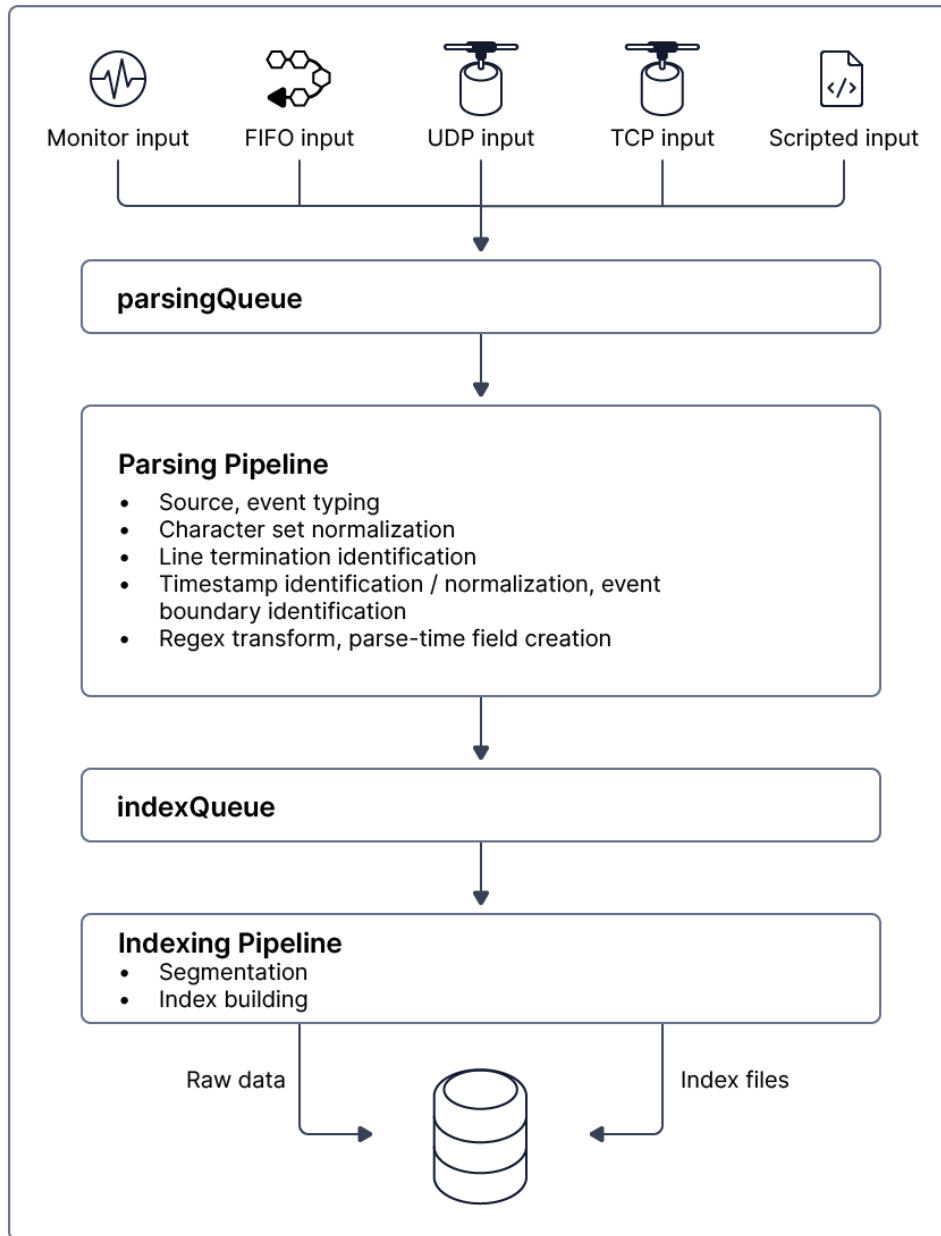 Monitor input
FIFO input
UDP input
TCP input
Scripted input
parsingQueue
Parsing Pipeline
• Source, event typing
• Character set normalization
• Line termination identification
• Timestamp identification / normalization, event
boundary identification
• Regex transform, parse-time field creation
indexQueue
Indexing Pipeline
• Segmentation
• Index building
Raw data
Index files